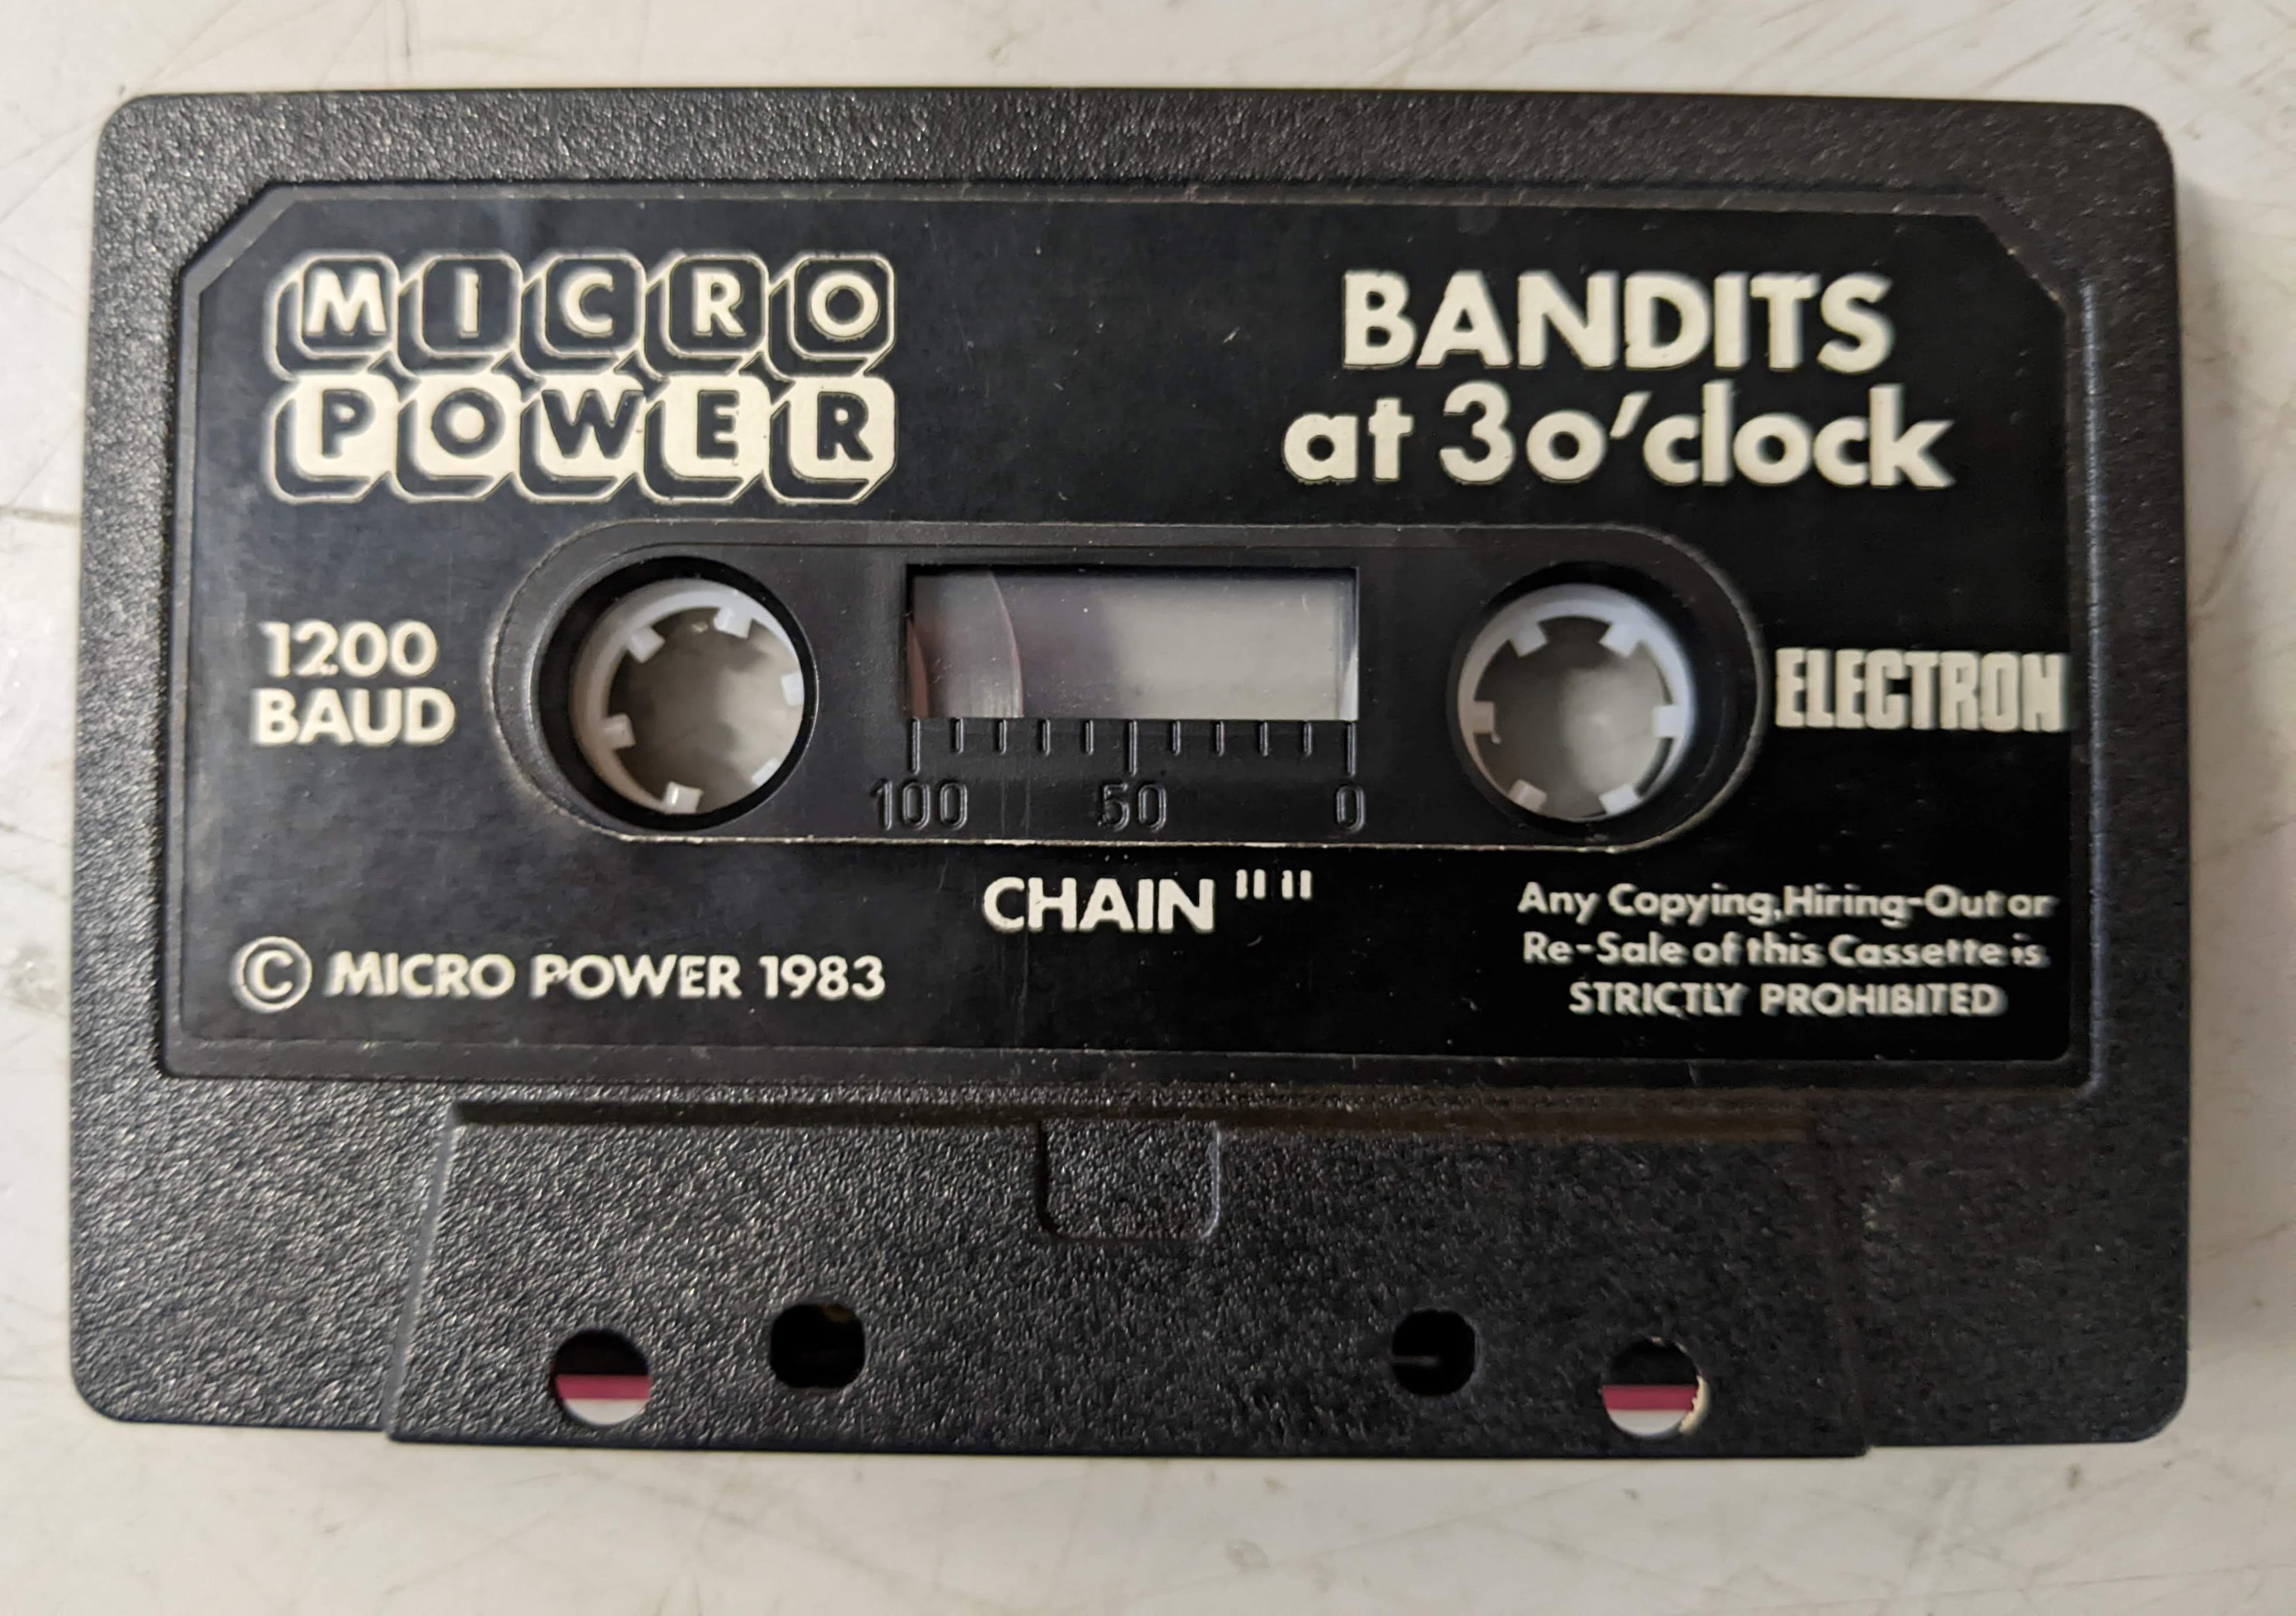 MICRO
POWER
BANDITS
at 3 o'clock
1200
BAUD
ELECTRON
100 50 0
CHAIN " "
© MICRO POWER 1983
Any Copying, Hiring-Out or
Re-Sale of this Cassette is
STRICTLY PROHIBITED